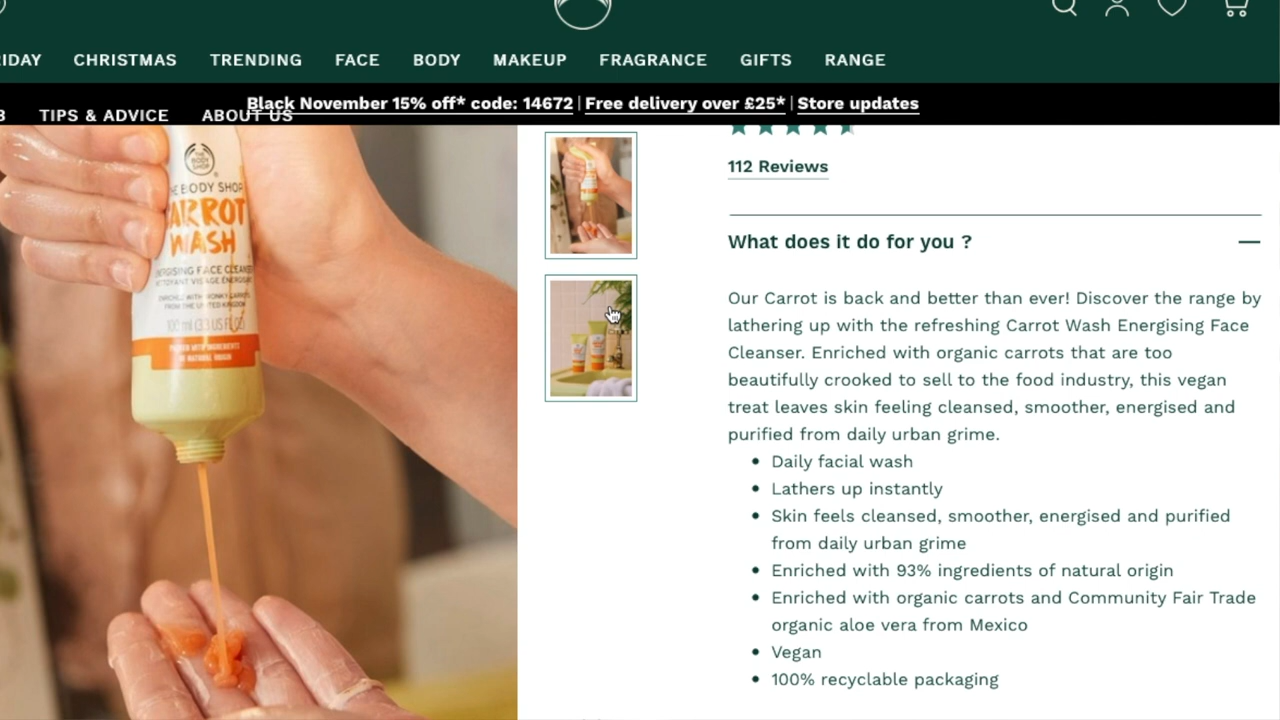 CHRISTMAS TRENDING FACE BODY MAKEUP FRAGRANCE GIFTS RANGE
Black November 15% off* code: 14672 | Free delivery over £25* | Store updates
TIPS & ADVICE ABOUT US
THE BODY SHOP
WASH
112 Reviews
What does it do for you ?
Our Carrot is back and better than ever! Discover the range by
lathering up with the refreshing Carrot Wash Energising Face
Cleanser. Enriched with organic carrots that are too
beautifully crooked to sell to the food industry, this vegan
treat leaves skin feeling cleansed, smoother, energised and
purified from daily urban grime.
Daily facial wash
Lathers up instantly
Skin feels cleansed, smoother, energised and purified
from daily urban grime
Enriched with 93% ingredients of natural origin
Enriched with organic carrots and Community Fair Trade
organic aloe vera from Mexico
Vegan
100% recyclable packaging